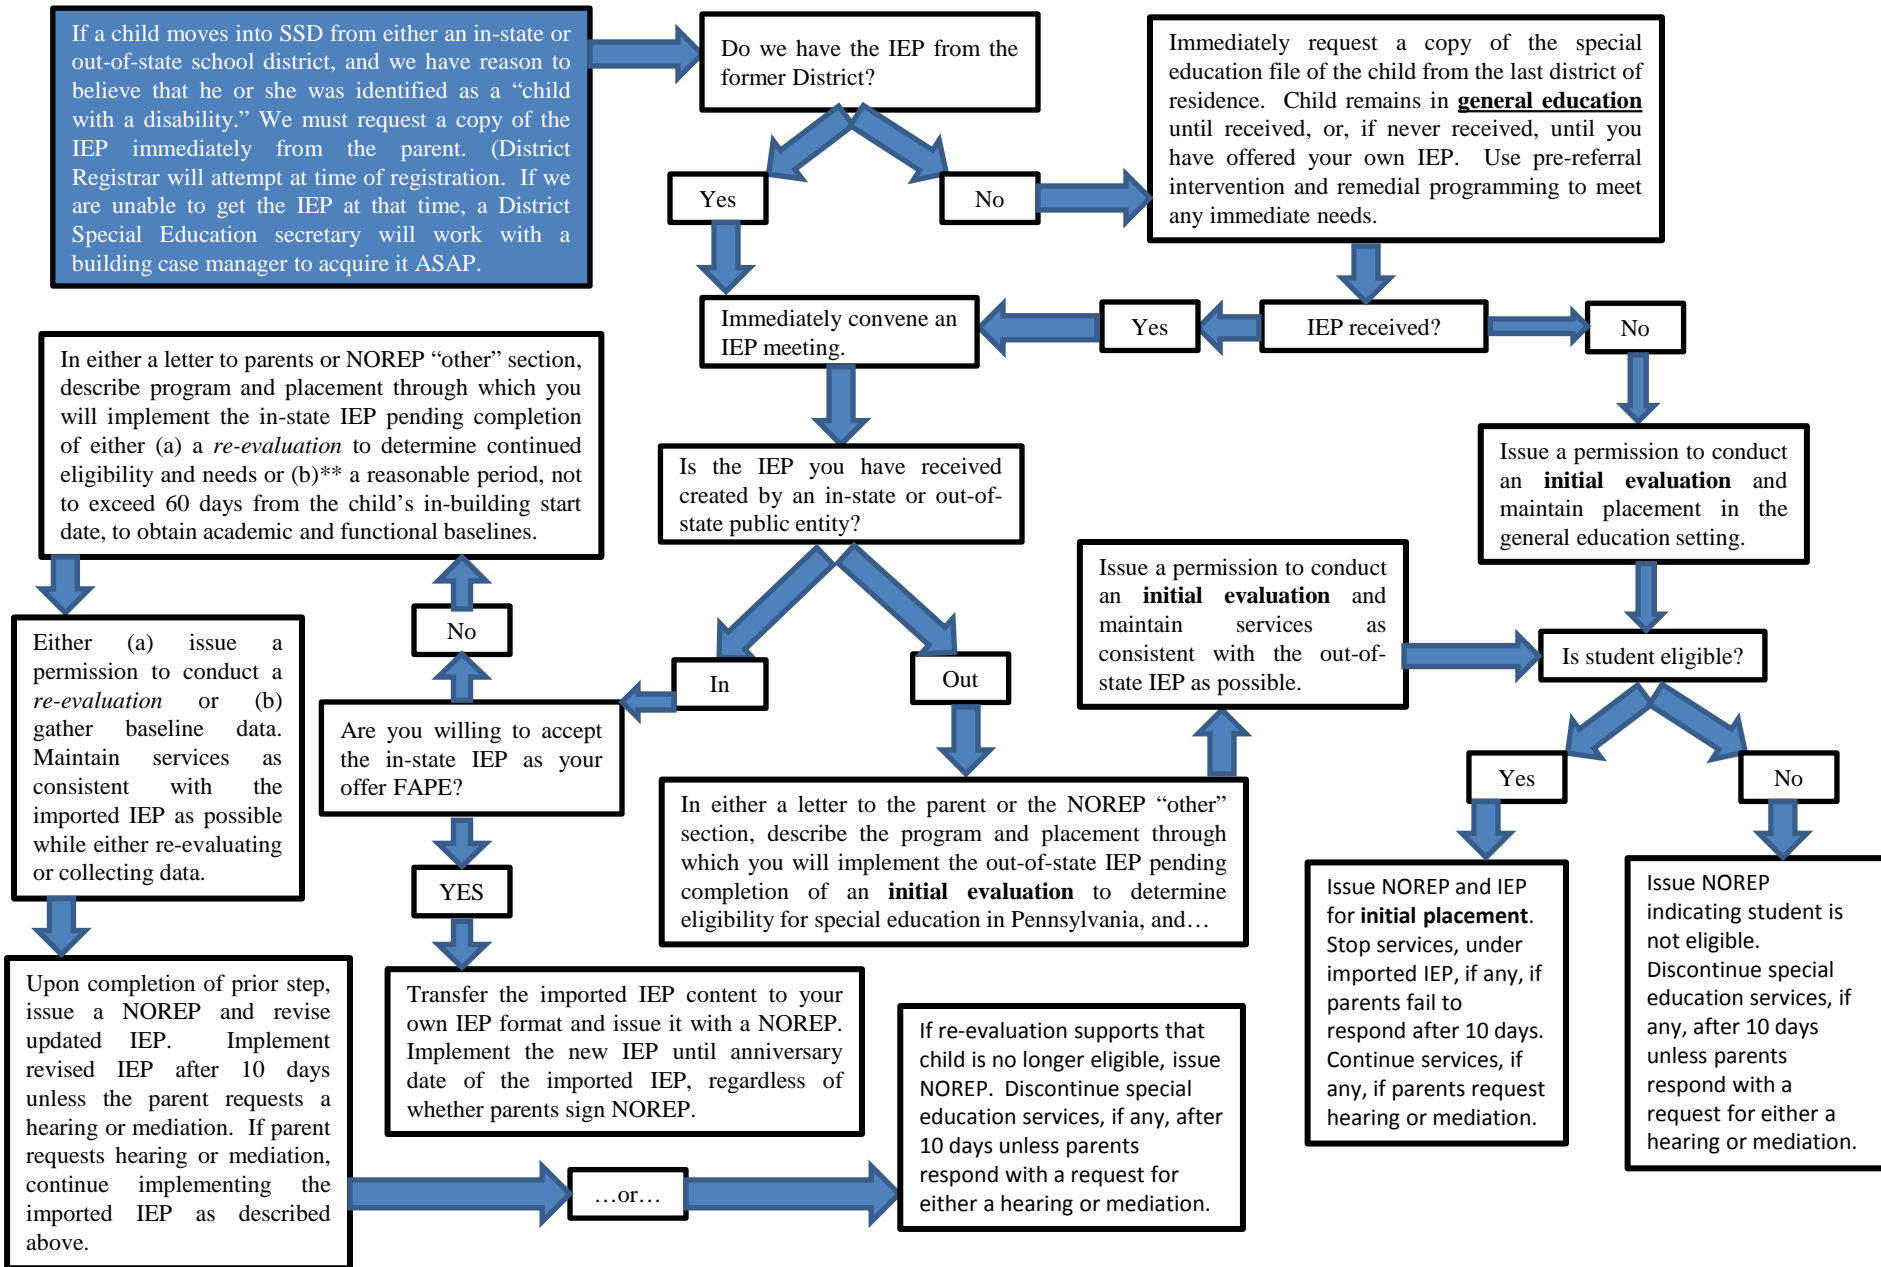 If a child moves into SSD from either an in-state or
out-of-state school district, and we have reason to
believe that he or she was identified as a “child
with a disability.” We must request a copy of the
IEP immediately from the parent. (District
Registrar will attempt at time of registration. If we
are unable to get the IEP at that time, a District
Special Education secretary will work with a
building case manager to acquire it ASAP.
Do we have the IEP from the
former District?
Immediately request a copy of the special
education file of the child from the last district of
residence. Child remains in general education
until received, or, if never received, until you
have offered your own IEP. Use pre-referral
intervention and remedial programming to meet
any immediate needs.
Yes
No
Immediately convene an
IEP meeting.
Yes
IEP received?
No
In either a letter to parents or NOREP “other” section,
describe program and placement through which you
will implement the in-state IEP pending completion
of either (a) a re-evaluation to determine continued
eligibility and needs or (b)** a reasonable period, not
to exceed 60 days from the child’s in-building start
date, to obtain academic and functional baselines.
Is the IEP you have received
created by an in-state or out-of-
state public entity?
Issue a permission to conduct
an initial evaluation and
maintain placement in the
general education setting.
Issue a permission to conduct
an initial evaluation and
maintain services as
consistent with the out-of-
state IEP as possible.
No
Either (a) issue a
permission to conduct a
re-evaluation or (b)
gather baseline data.
Maintain services as
consistent with the
imported IEP as possible
while either re-evaluating
or collecting data.
In
Out
Is student eligible?
Are you willing to accept
the in-state IEP as your
offer FAPE?
Yes
No
In either a letter to the parent or the NOREP “other”
section, describe the program and placement through
which you will implement the out-of-state IEP pending
completion of an initial evaluation to determine
eligibility for special education in Pennsylvania, and…
YES
Issue NOREP and IEP
for initial placement.
Stop services, under
imported IEP, if any, if
parents fail to
respond after 10 days.
Continue services, if
any, if parents request
hearing or mediation.
Issue NOREP
indicating student is
not eligible.
Discontinue special
education services, if
any, after 10 days
unless parents
respond with a
request for either a
hearing or mediation.
Upon completion of prior step,
issue a NOREP and revise
updated IEP. Implement
revised IEP after 10 days
unless the parent requests a
hearing or mediation. If parent
requests hearing or mediation,
continue implementing the
imported IEP as described
above.
Transfer the imported IEP content to your
own IEP format and issue it with a NOREP.
Implement the new IEP until anniversary
date of the imported IEP, regardless of
whether parents sign NOREP.
…or…
If re-evaluation supports that
child is no longer eligible, issue
NOREP. Discontinue special
education services, if any, after
10 days unless parents
respond with a request for
either a hearing or mediation.